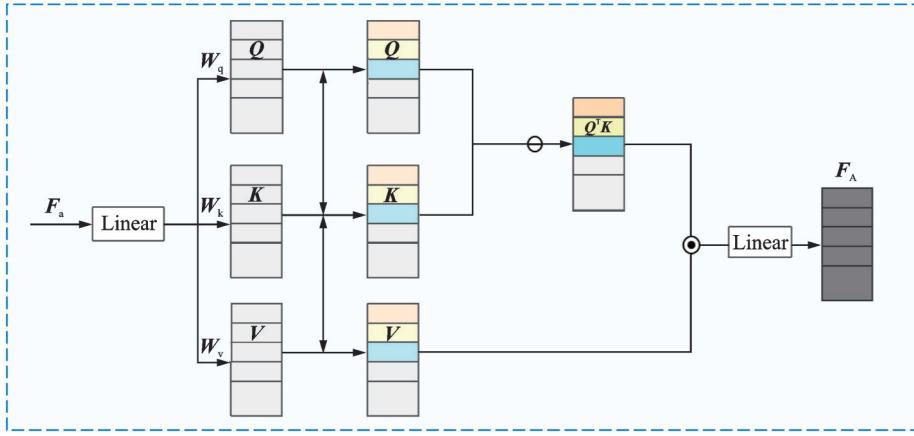 Q
Q
W_q
Q^T K
K
K
F_A
F_a
W_k
Linear
Linear
V
V
W_v